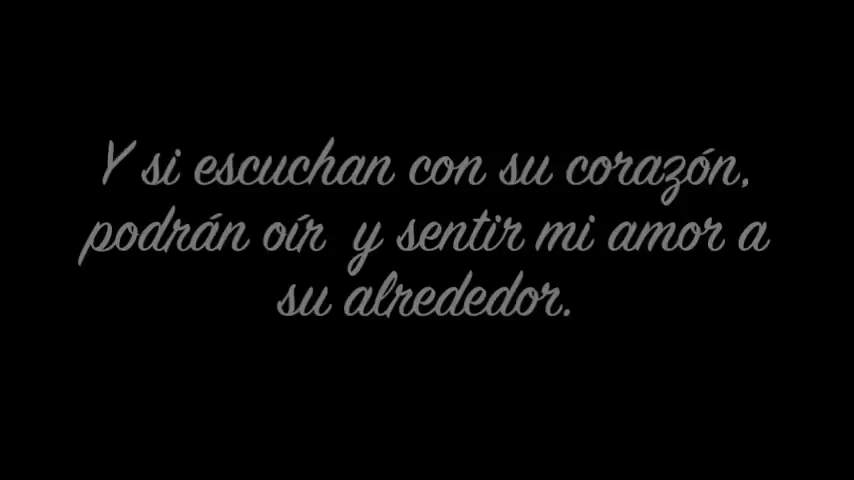 Y si escuchan con su corazón,
podrán oír y sentir mi amor a
su alrededor.